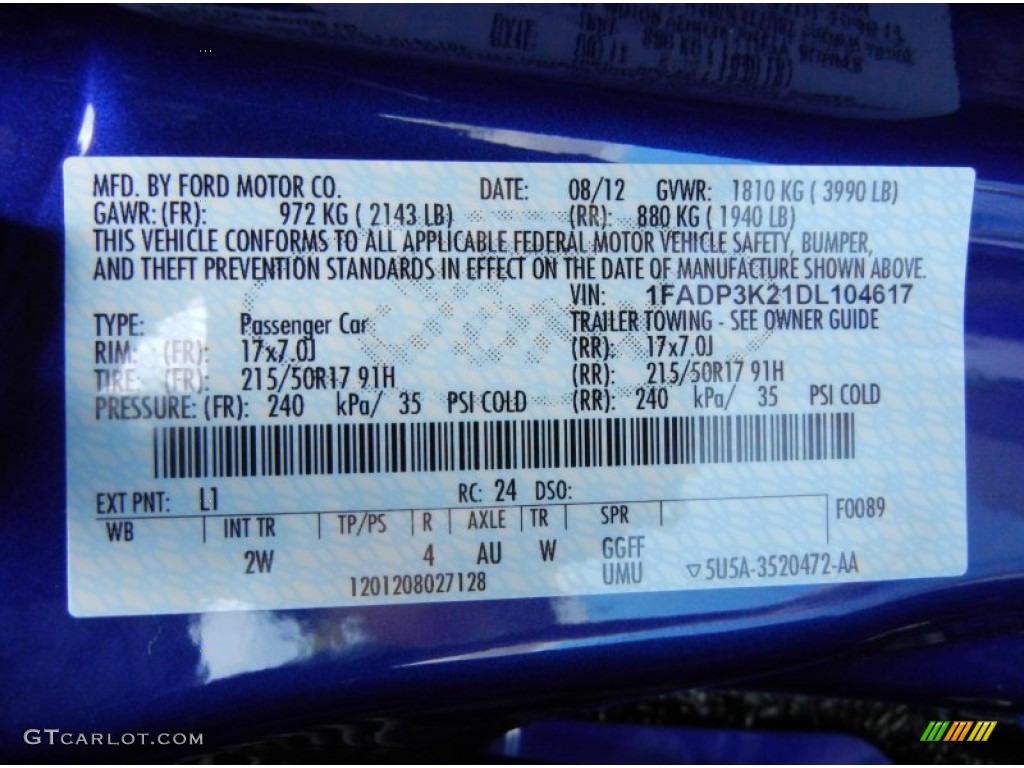 MFD. BY FORD MOTOR CO. DATE: 08/12 GVWR: 1810 KG ( 3990 LB)
GAWR: (FR): 972 KG ( 2143 LB) (RR): 880 KG ( 1940 LB)
THIS VEHICLE CONFORMS TO ALL APPLICABLE FEDERAL MOTOR VEHICLE SAFETY, BUMPER,
AND THEFT PREVENTION STANDARDS IN EFFECT ON THE DATE OF MANUFACTURE SHOWN ABOVE.
VIN: 1FADP3K21DL104617
TYPE: Passenger Car TRAILER TOWING - SEE OWNER GUIDE
RIM: (FR): 17x7.0J (RR): 17x7.0J
TIRE: (FR): 215/50R17 91H (RR): 215/50R17 91H
PRESSURE: (FR): 240 kPa/ 35 PSI COLD (RR): 240 kPa/ 35 PSI COLD
EXT PNT: L1 RC: 24 DSO:
WB INT TR TP/PS R AXLE TR SPR F0089
2W 4 AU W GGFF
UMU ▽5U5A-3520472-AA
1201208027128
GTCARLOT.COM